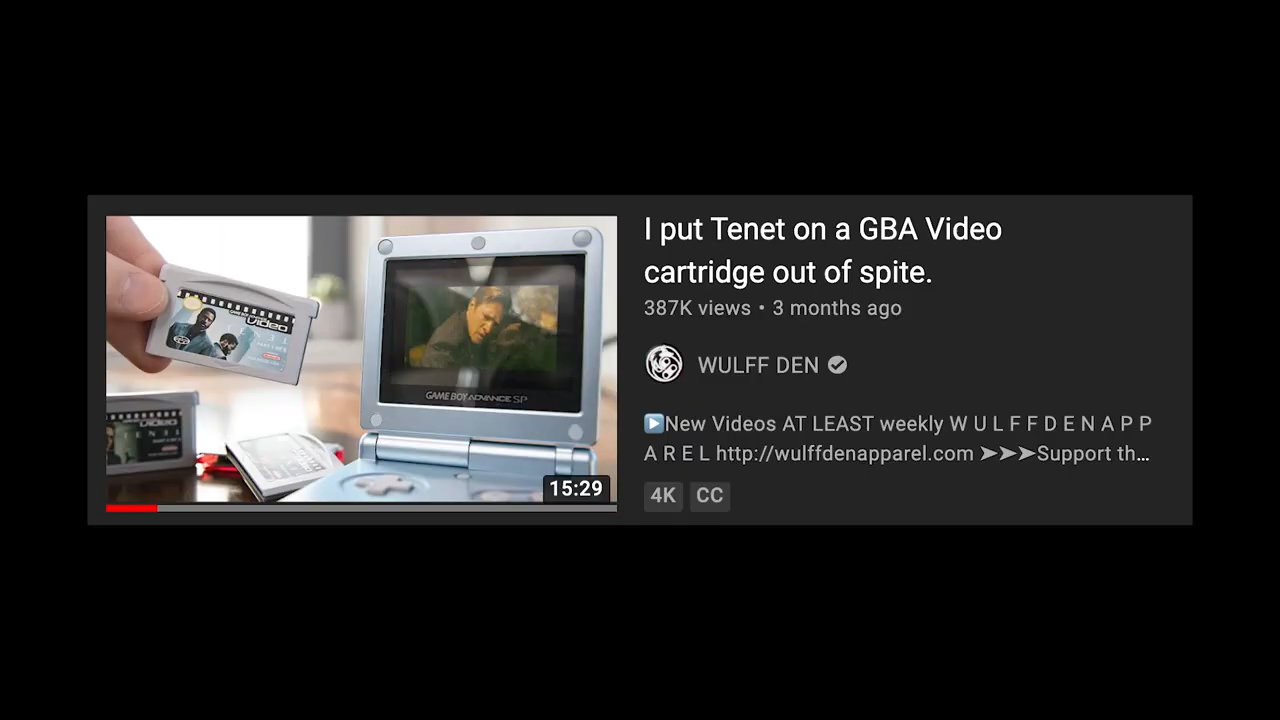 I put Tenet on a GBA Video
cartridge out of spite.
387K views • 3 months ago
WULFF DEN
▶️New Videos AT LEAST weekly W U L F F D E N A P P
A R E L http://wulffdenapparel.com ➤➤➤Support th…
4K CC
GAME BOY ADVANCE SP
Video
TENET
15:29